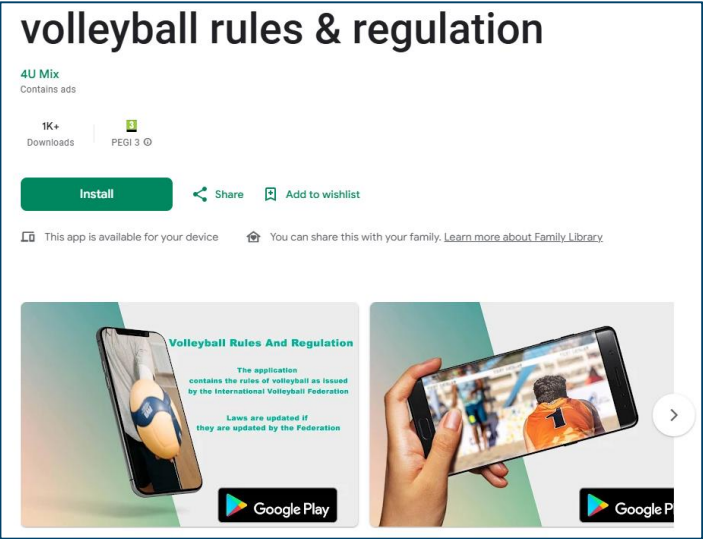 volleyball rules & regulation
4U Mix
Contains ads
1K+
Downloads
3
PEGI 3
Install
Share
Add to wishlist
This app is available for your device
You can share this with your family. Learn more about Family Library
Volleyball Rules And Regulation
The application
contains the rules of volleyball as issued
by the International Volleyball Federation
Laws are updated if
they are updated by the Federation
Google Play
1
Google P